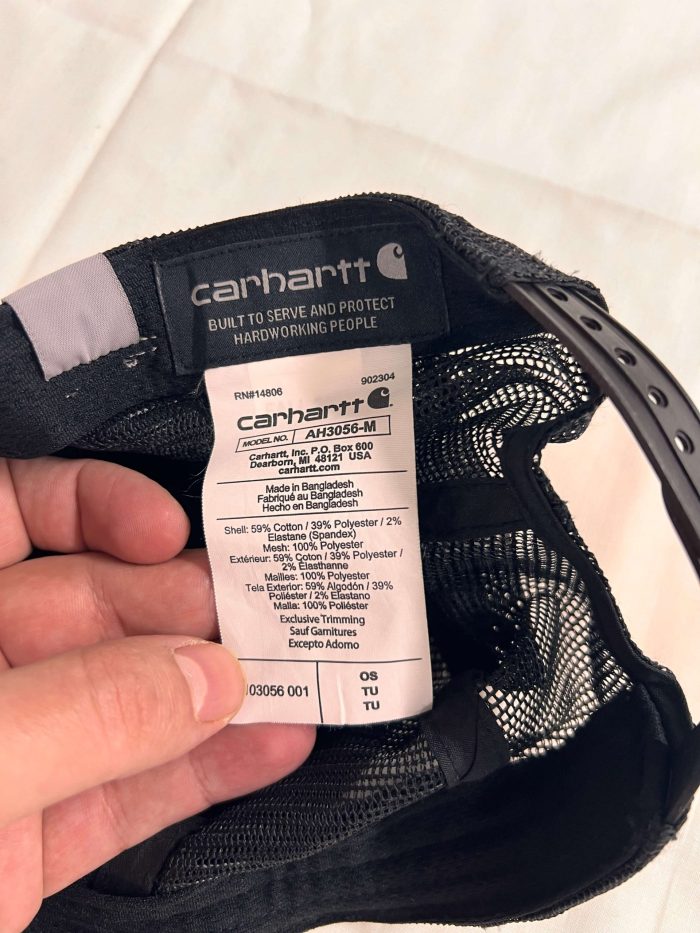 carhartt
BUILT TO SERVE AND PROTECT
HARDWORKING PEOPLE
RN#14806 902304
carhartt
MODEL NO. AH3056-M
Carhartt, Inc. P.O. Box 600
Dearborn, MI 48121 USA
carhartt.com
Made in Bangladesh
Fabriqué au Bangladesh
Hecho en Bangladesh
Shell: 59% Cotton / 39% Polyester / 2%
Elastane (Spandex)
Mesh: 100% Polyester
Extérieur: 59% Coton / 39% Polyester /
2% Élasthanne
Mailles: 100% Polyester
Tela Exterior: 59% Algodón / 39%
Poliéster / 2% Elastano
Malla: 100% Poliéster
Exclusive Trimming
Sauf Garnitures
Excepto Adorno
03056 001
OS
TU
TU